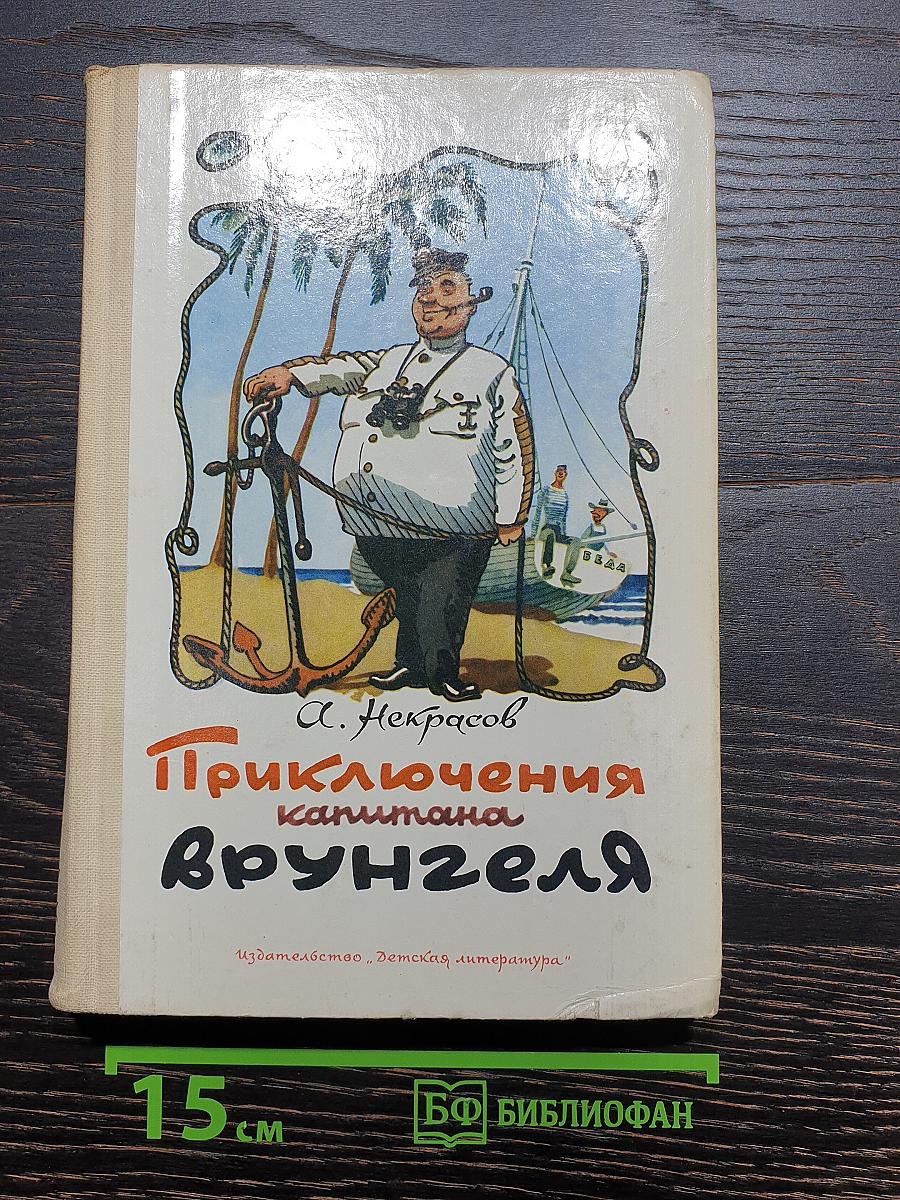 БЕДА
А. Некрасов
Приключения
капитана
Врунгеля
Издательство „Детская литература"
15 см
БФ БИБЛИОФАН